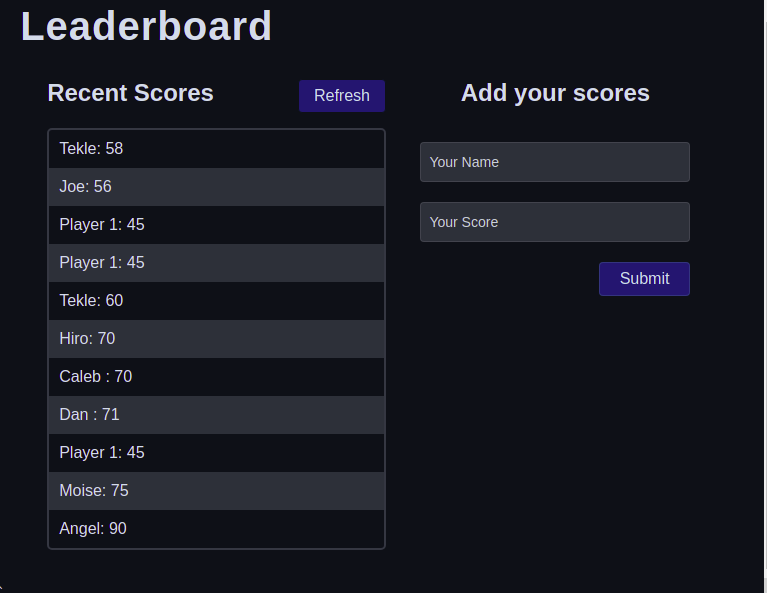 Leaderboard
Recent Scores
Refresh
Tekle: 58
Joe: 56
Player 1: 45
Player 1: 45
Tekle: 60
Hiro: 70
Caleb : 70
Dan : 71
Player 1: 45
Moise: 75
Angel: 90
Add your scores
Your Name
Your Score
Submit